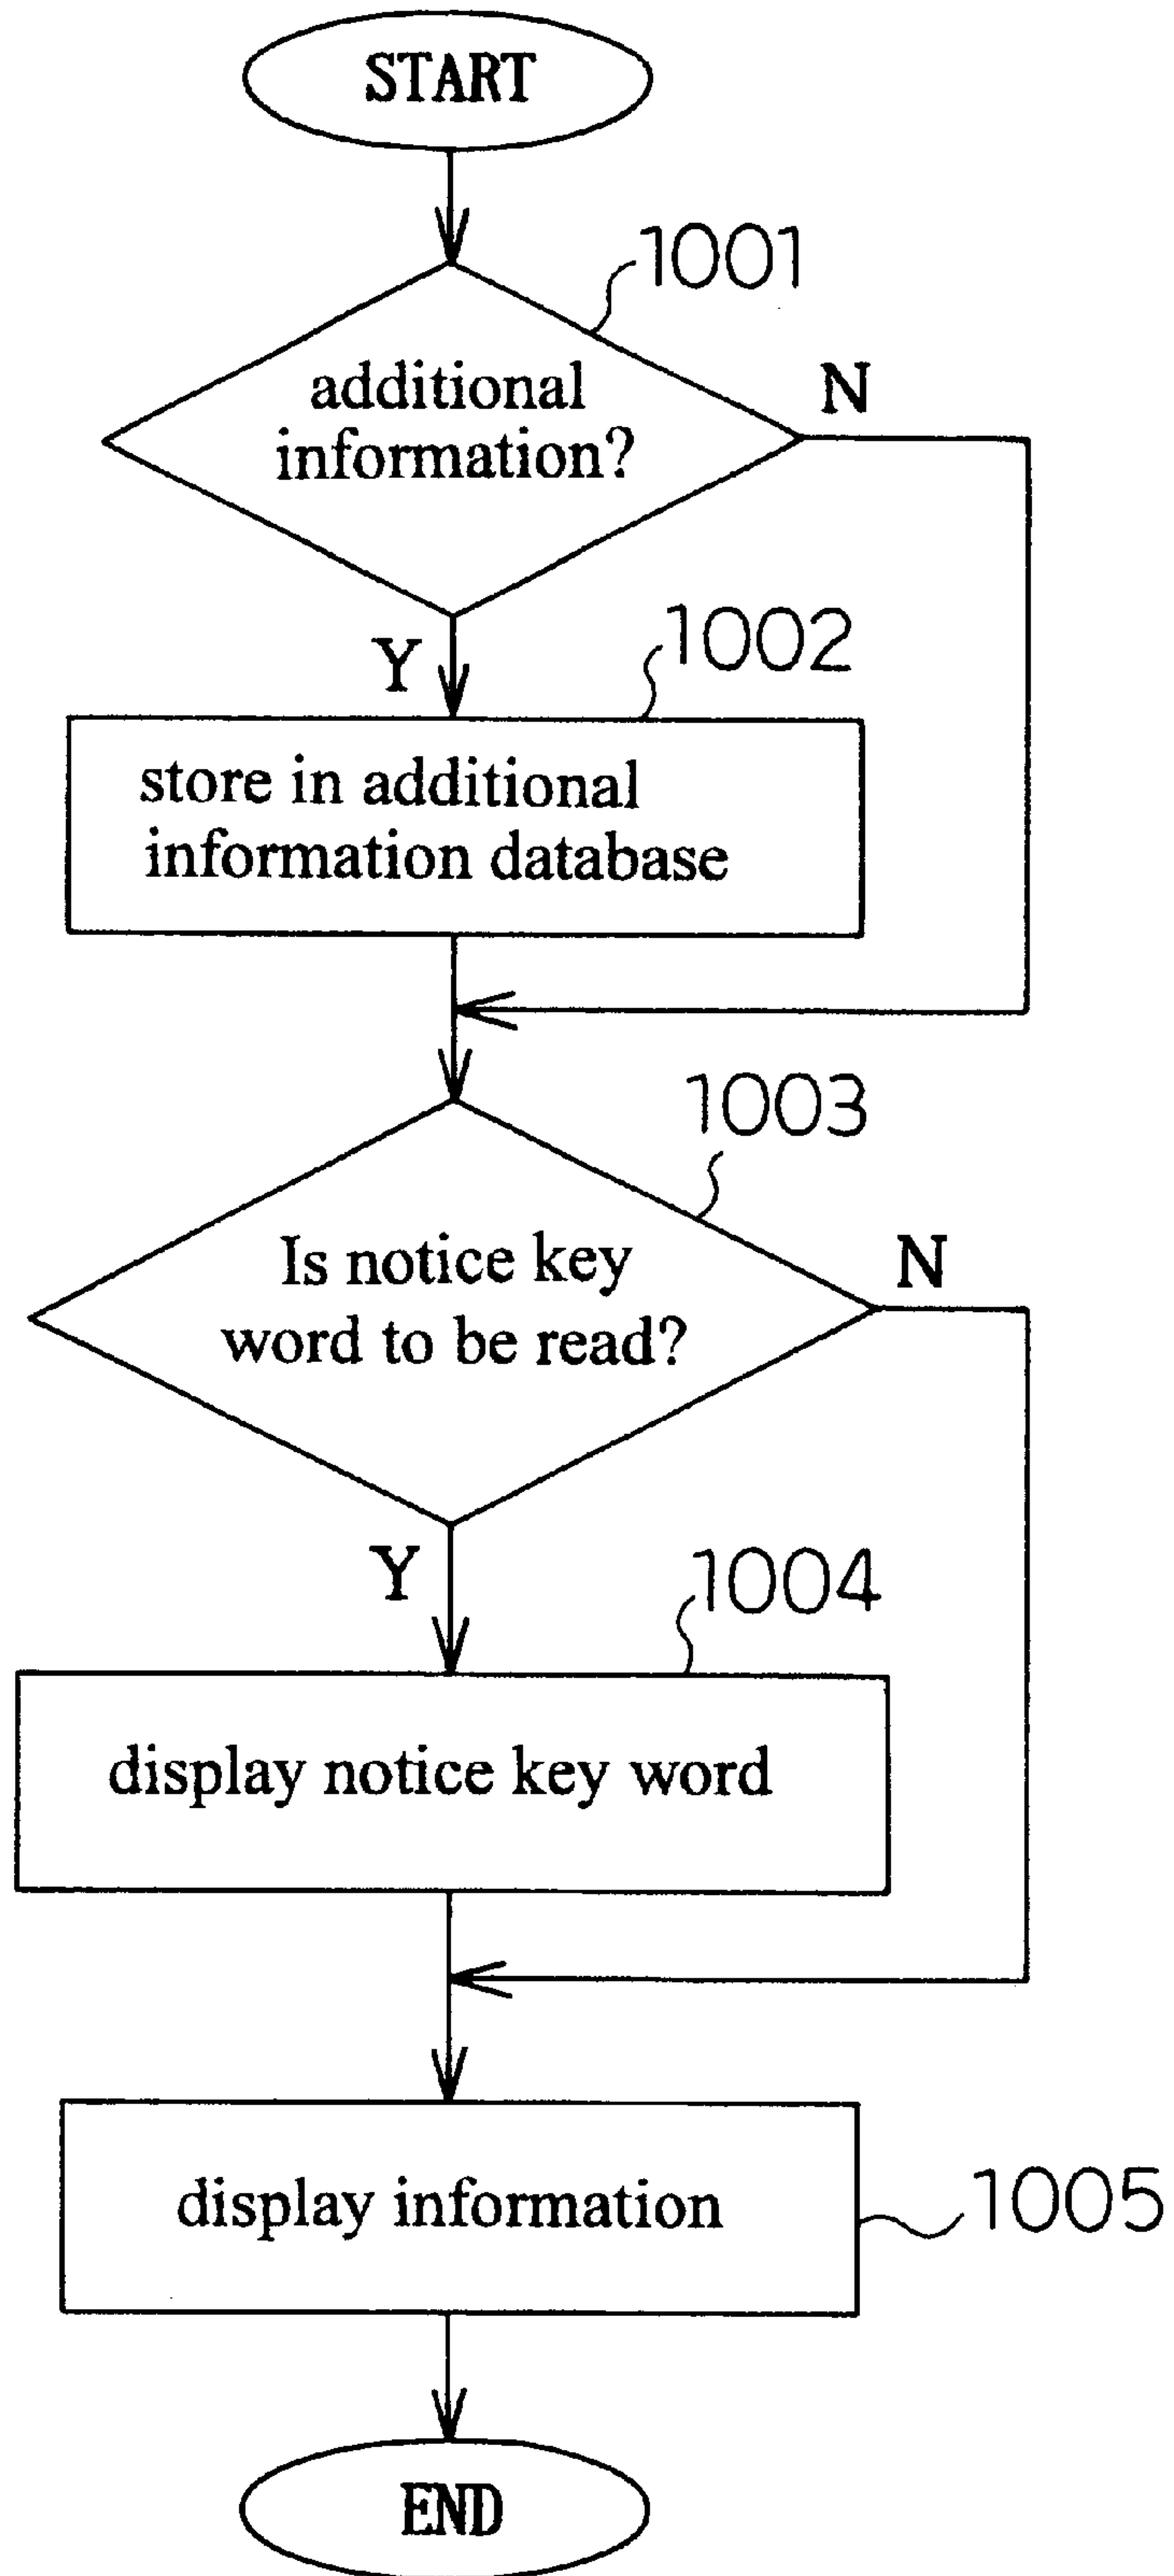 START
1001
additional
information?
N
Y
1002
store in additional
information database
1003
Is notice key
word to be read?
N
Y
1004
display notice key word
display information
1005
END